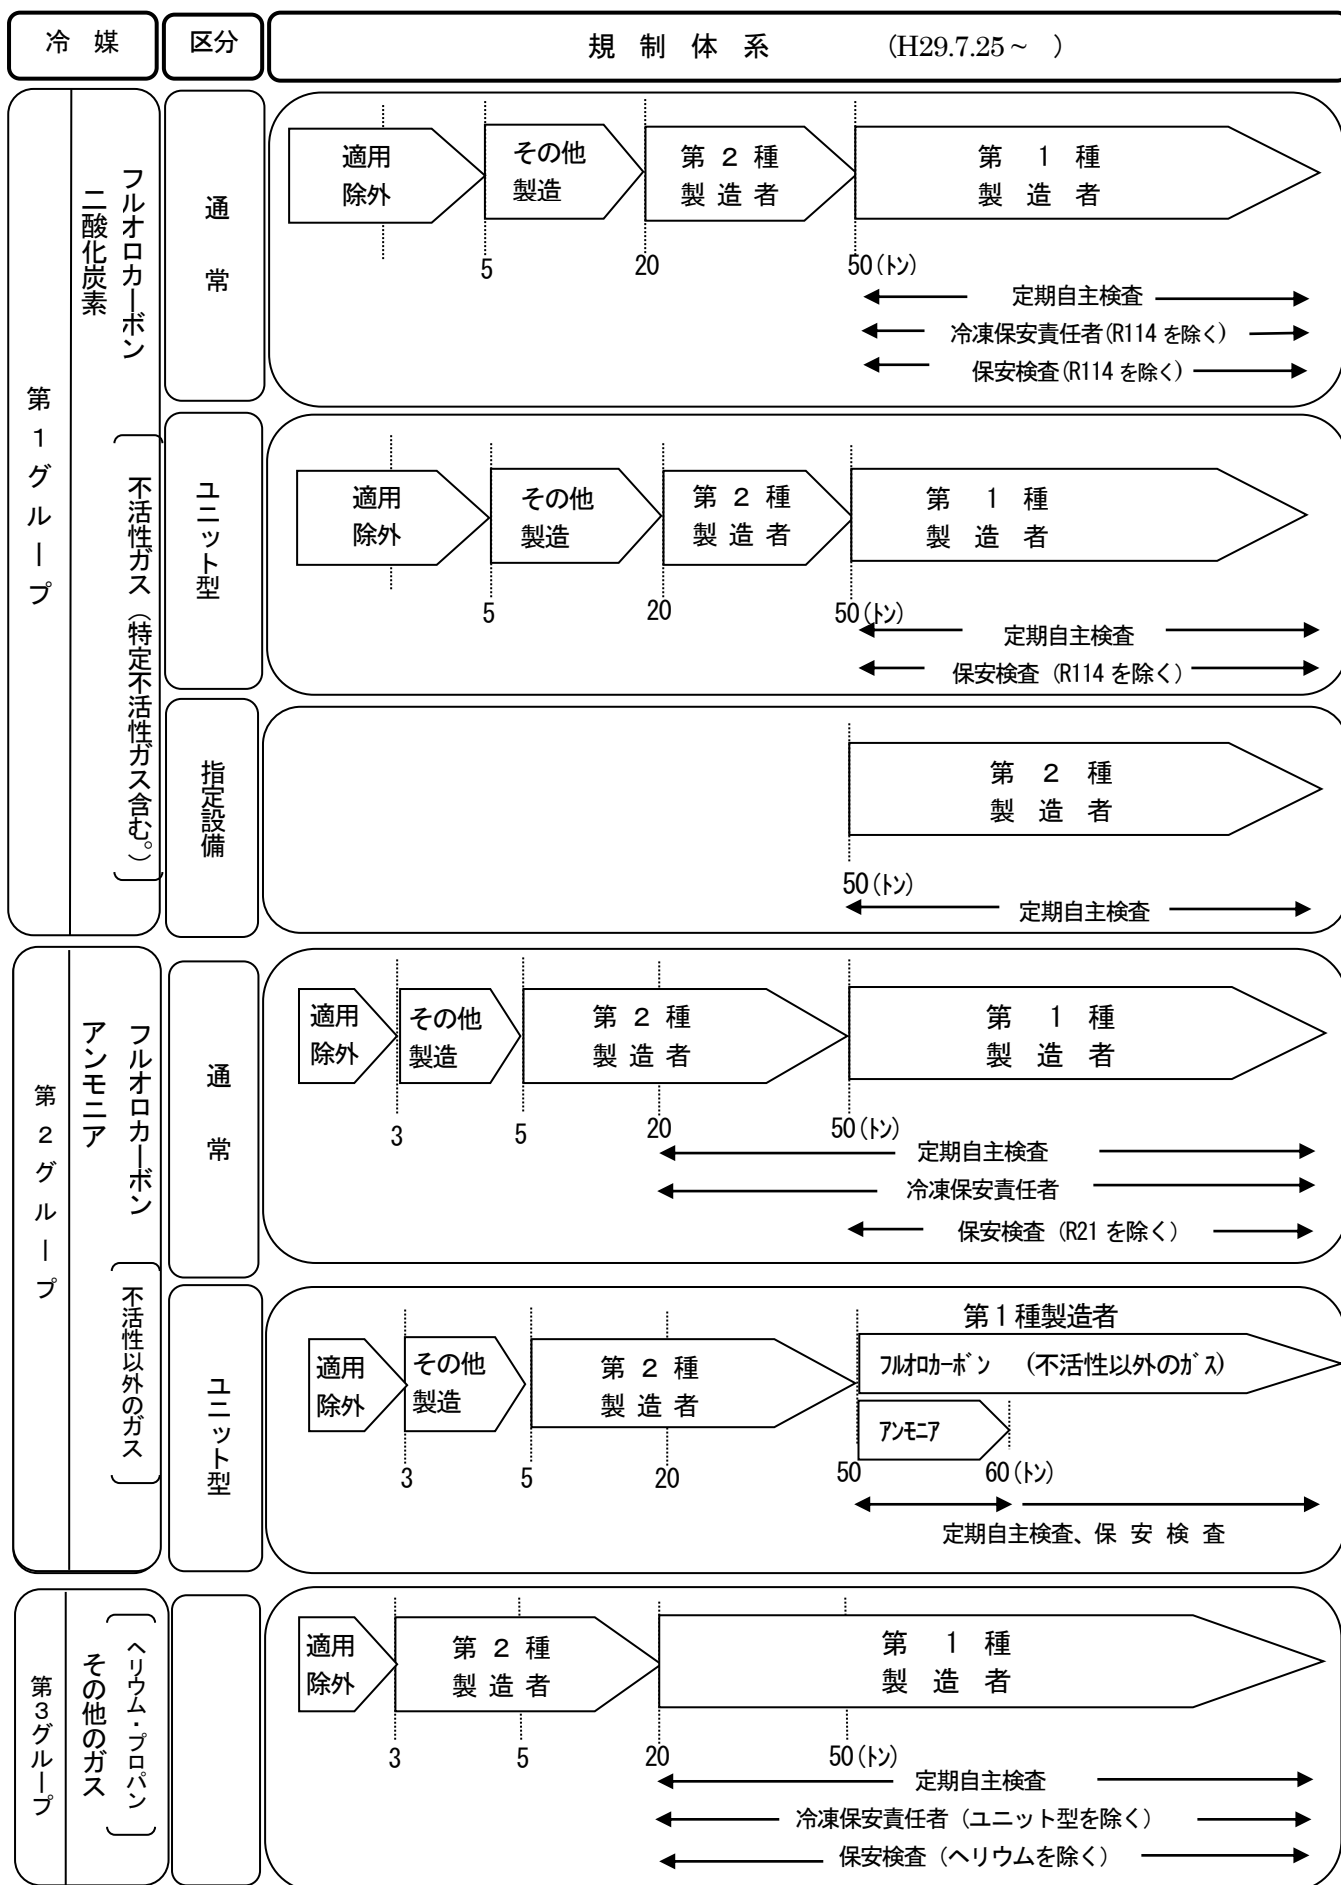 冷 媒
区分
規 制 体 系 (H29.7.25～ )
第1グループ
フルオロカーボン
二酸化炭素
不活性ガス(特定不活性ガス含む。)
通 常
適用
除外
その他
製造
第 2 種
製 造 者
第 1 種
製 造 者
5
20
50(トン)
定期自主検査
冷凍保安責任者(R114 を除く)
保安検査(R114 を除く)
ユニット型
適用
除外
その他
製造
第 2 種
製 造 者
第 1 種
製 造 者
5
20
50(トン)
定期自主検査
保安検査 (R114 を除く)
指定設備
第 2 種
製 造 者
50(トン)
定期自主検査
第2グループ
フルオロカーボン
アンモニア
不活性以外のガス
通 常
適用
除外
その他
製造
第 2 種
製 造 者
第 1 種
製 造 者
3
5
20
50(トン)
定期自主検査
冷凍保安責任者
保安検査 (R21 を除く)
ユニット型
適用
除外
その他
製造
第 2 種
製 造 者
第1種製造者
フルオロカーボン (不活性以外のガス)
アンモニア
3
5
20
50
60(トン)
定期自主検査、保 安 検 査
第3グループ
その他のガス
ヘリウム・プロパン
適用
除外
第 2 種
製 造 者
第 1 種
製 造 者
3
5
20
50(トン)
定期自主検査
冷凍保安責任者 (ユニット型を除く)
保安検査 (ヘリウムを除く)